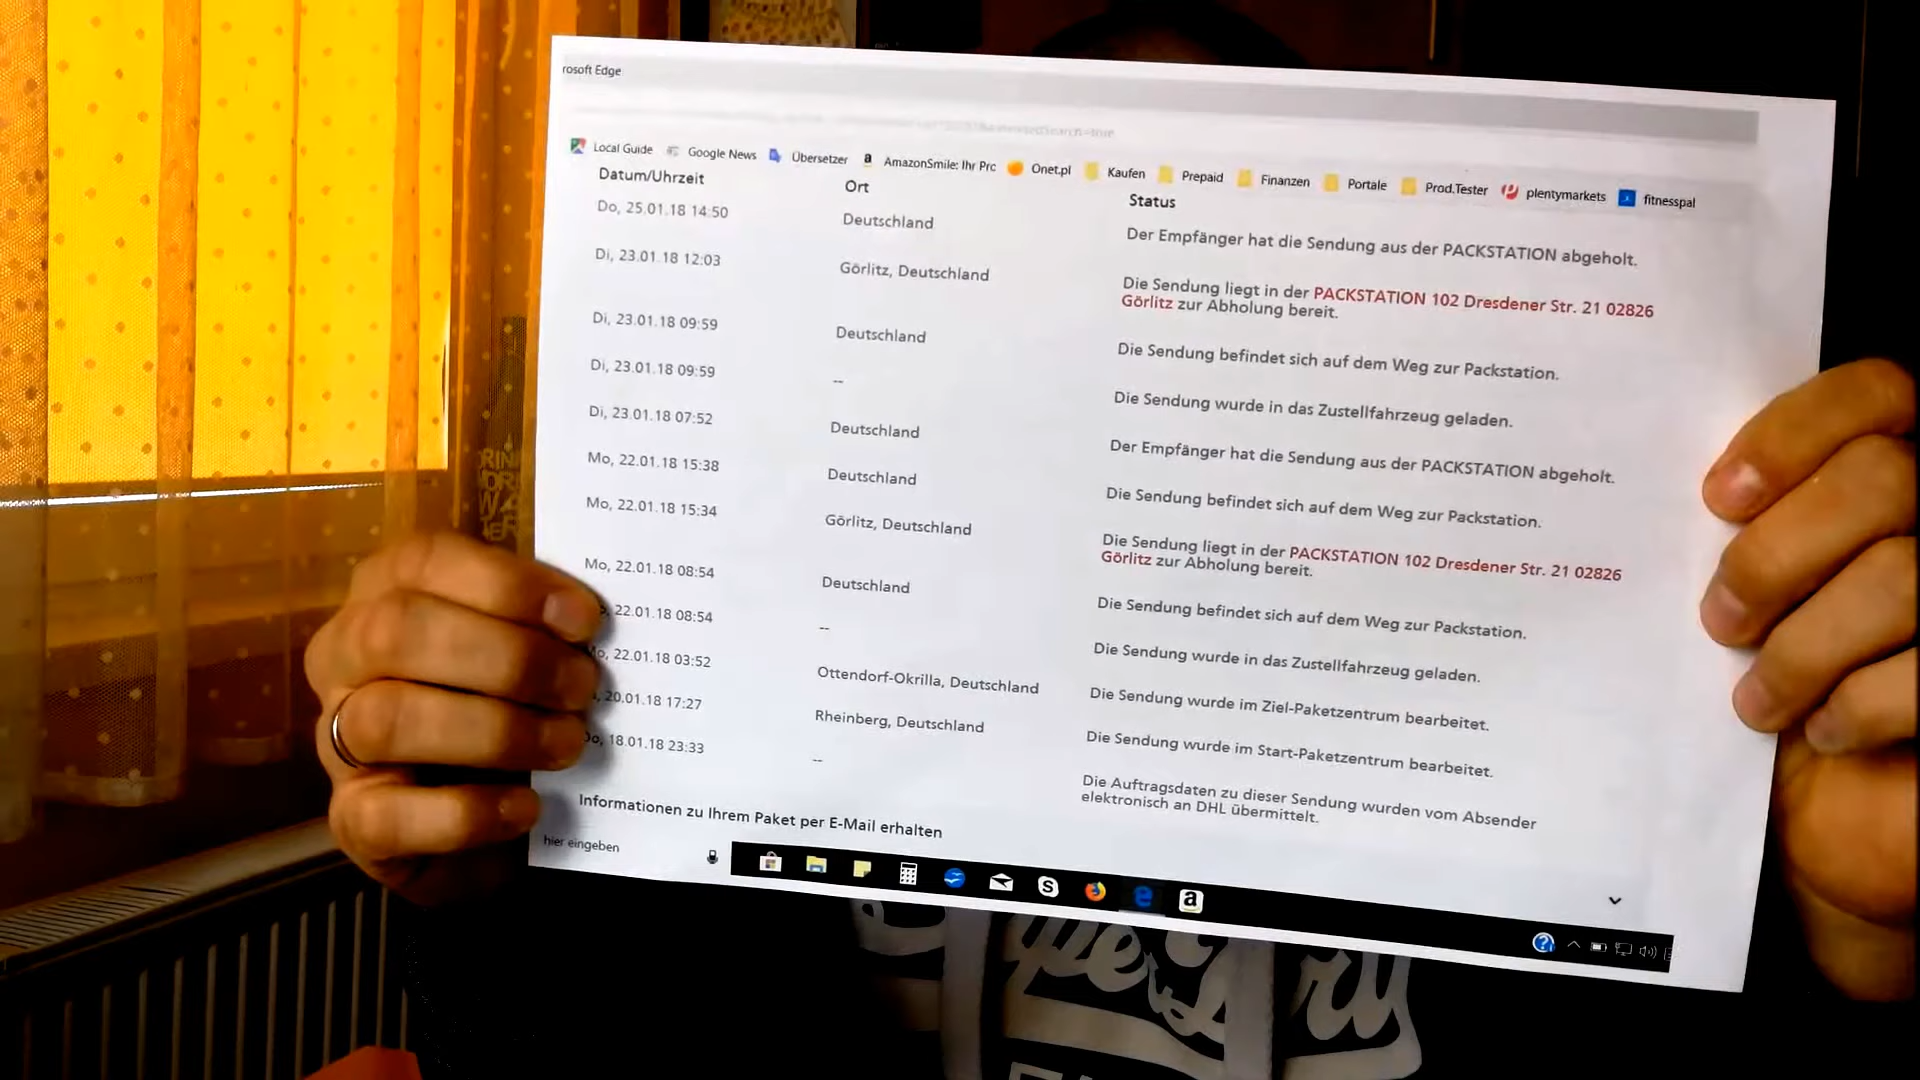 rosoft Edge
Local Guide Google News Übersetzer AmazonSmile: Ihr Prc Onet.pl Kaufen Prepaid Finanzen Portale Prod.Tester plentymarkets fitnesspal
Datum/Uhrzeit Ort Status
Do, 25.01.18 14:50 Deutschland Der Empfänger hat die Sendung aus der PACKSTATION abgeholt.
Di, 23.01.18 12:03 Görlitz, Deutschland Die Sendung liegt in der PACKSTATION 102 Dresdener Str. 21 02826
Görlitz zur Abholung bereit.
Di, 23.01.18 09:59 Deutschland Die Sendung befindet sich auf dem Weg zur Packstation.
Di, 23.01.18 09:59 -- Die Sendung wurde in das Zustellfahrzeug geladen.
Di, 23.01.18 07:52 Deutschland Der Empfänger hat die Sendung aus der PACKSTATION abgeholt.
Mo, 22.01.18 15:38 Deutschland Die Sendung befindet sich auf dem Weg zur Packstation.
Mo, 22.01.18 15:34 Görlitz, Deutschland Die Sendung liegt in der PACKSTATION 102 Dresdener Str. 21 02826
Görlitz zur Abholung bereit.
Mo, 22.01.18 08:54 Deutschland Die Sendung befindet sich auf dem Weg zur Packstation.
22.01.18 08:54 -- Die Sendung wurde in das Zustellfahrzeug geladen.
Mo, 22.01.18 03:52 Ottendorf-Okrilla, Deutschland Die Sendung wurde im Ziel-Paketzentrum bearbeitet.
20.01.18 17:27 Rheinberg, Deutschland Die Sendung wurde im Start-Paketzentrum bearbeitet.
Do, 18.01.18 23:33 -- Die Auftragsdaten zu dieser Sendung wurden vom Absender
elektronisch an DHL übermittelt.
Informationen zu Ihrem Paket per E-Mail erhalten
hier eingeben